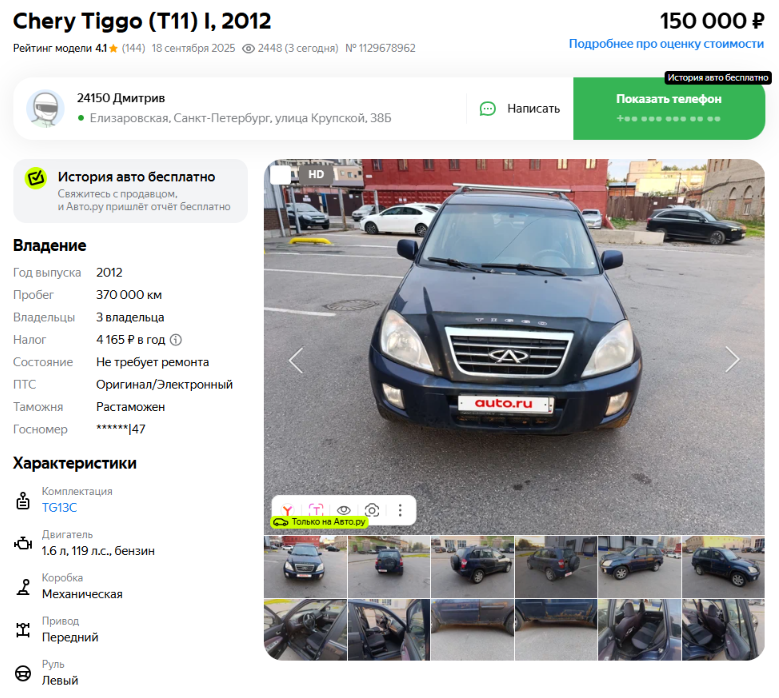 Chery Tiggo (T11) I, 2012
150 000 ₽
Рейтинг модели 4.1 (144) 18 сентября 2025 2448 (3 сегодня) № 1129678962
Подробнее про оценку стоимости
История авто бесплатно
24150 Дмитрив
Елизаровская, Санкт-Петербург, улица Крупской, 38Б
Написать
Показать телефон
+•• ••• ••• •• ••
История авто бесплатно
Свяжитесь с продавцом,
и Авто.ру пришлёт отчёт бесплатно
HD
Владение
Год выпуска 2012
Пробег 370 000 км
Владельцы 3 владельца
Налог 4 165 ₽ в год
Состояние Не требует ремонта
ПТС Оригинал/Электронный
Таможня Растаможен
Госномер ******|47
TIGGO
auto.ru
Только на Авто.ру
Характеристики
Комплектация
TG13C
Двигатель
1.6 л, 119 л.с., бензин
Коробка
Механическая
Привод
Передний
Руль
Левый